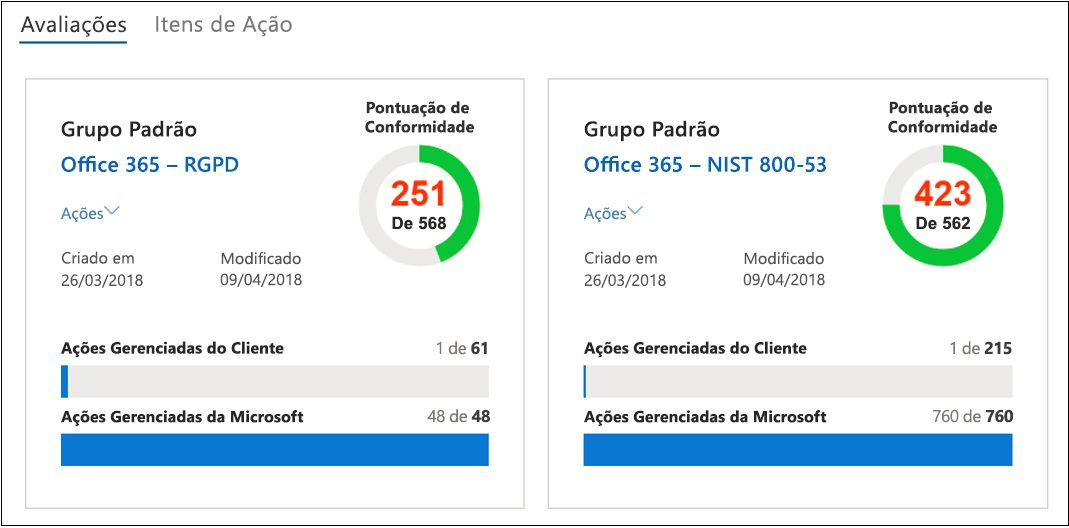 Avaliações Itens de Ação
Pontuação de
Conformidade
Grupo Padrão
Office 365 – RGPD
251
De 568
Ações
Criado em Modificado
26/03/2018 09/04/2018
Ações Gerenciadas do Cliente 1 de 61
Ações Gerenciadas da Microsoft 48 de 48
Pontuação de
Conformidade
Grupo Padrão
Office 365 – NIST 800-53
423
De 562
Ações
Criado em Modificado
26/03/2018 09/04/2018
Ações Gerenciadas do Cliente 1 de 215
Ações Gerenciadas da Microsoft 760 de 760